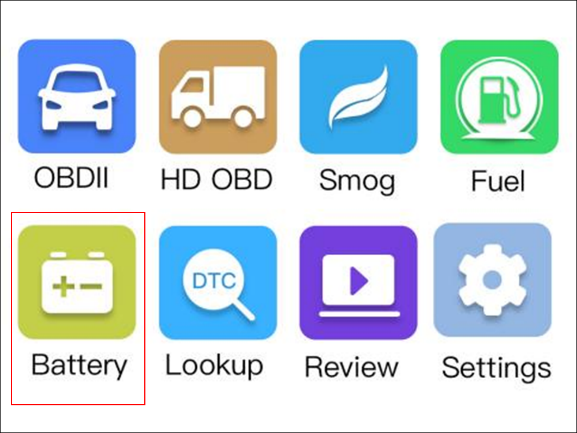 OBDII HD OBD Smog Fuel
DTC
Battery Lookup Review Settings